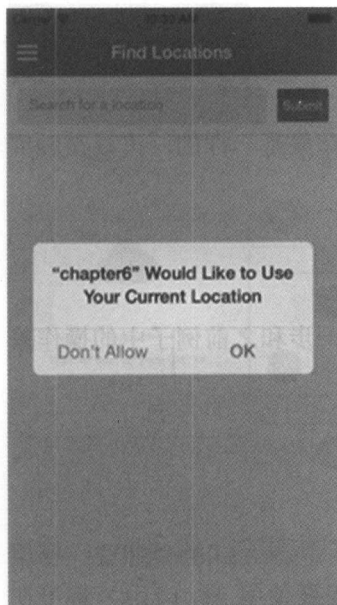 Find Locations
Search for a location
Submit
"chapter6" Would Like to Use
Your Current Location
Don't Allow
OK